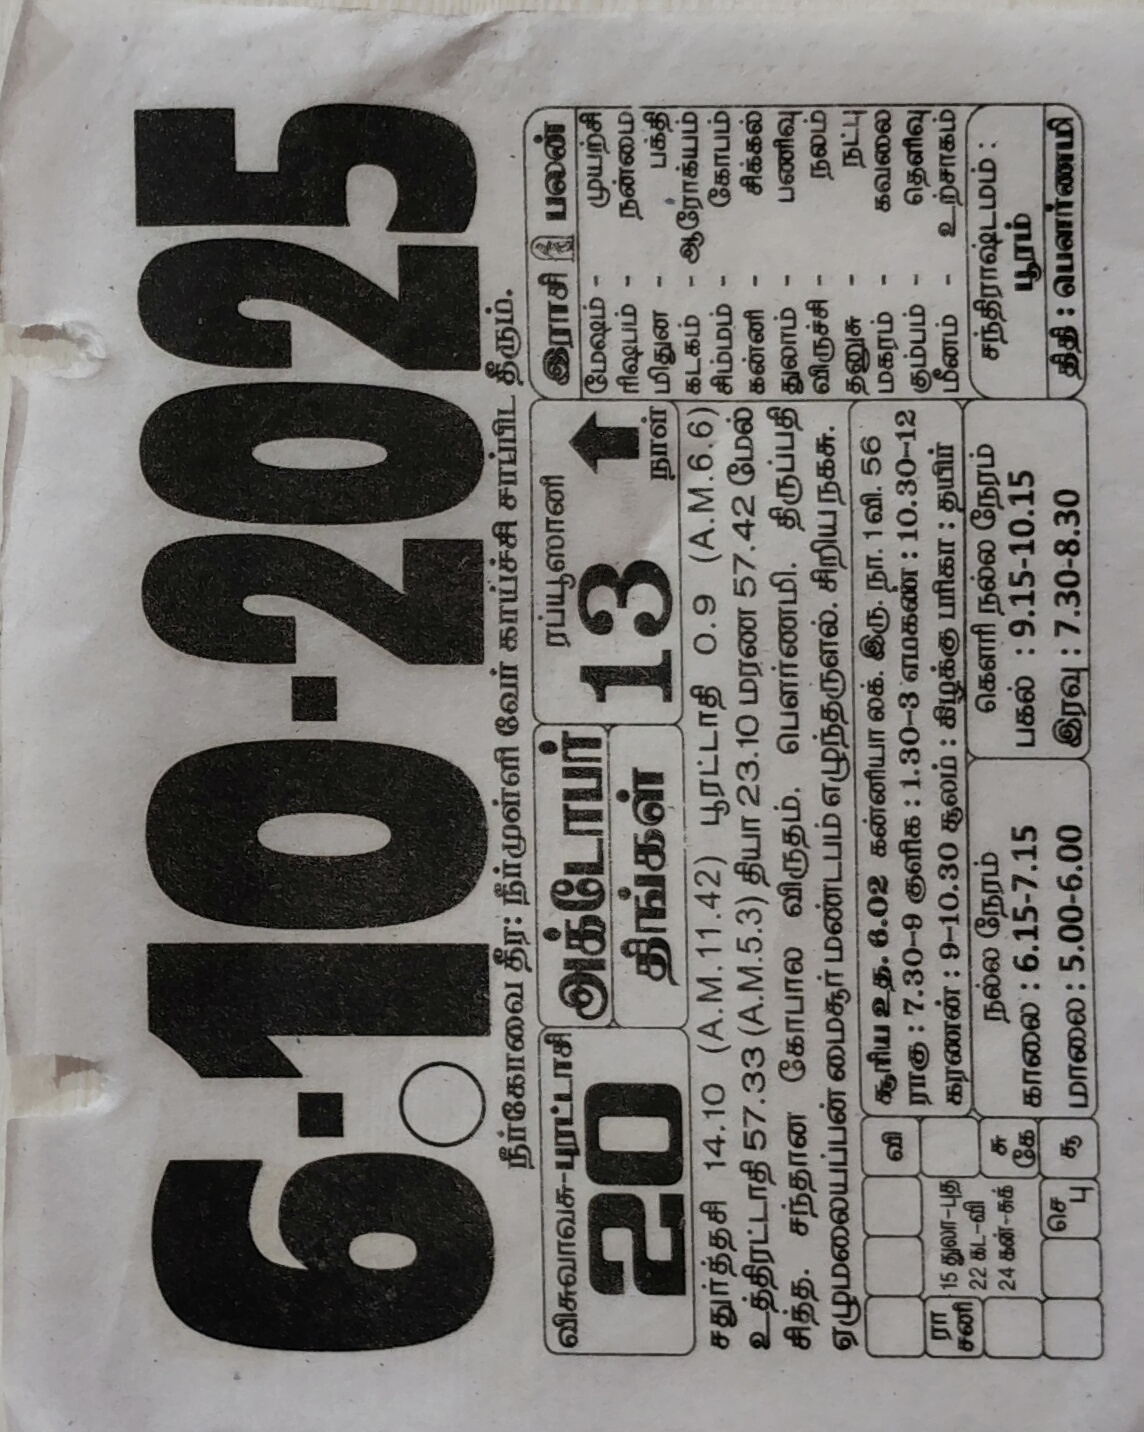 6-10-2025
நீர்கோவை தீர: நீர்முள்ளி வேர் காய்ச்சி சாப்பிட தீரும்.
விசுவாவசு-புரட்டாசி
20
அக்டோபர்
திங்கள்
ரப்யூஸானி
13
நாள்
சதுர்த்தசி 14.10 (A.M.11.42) பூரட்டாதி 0.9 (A.M.6.6)
உத்திரட்டாதி 57.33 (A.M.5.3) தியா 23.10 மரண 57.42 மேல்
சித்த. சந்தான கோபால விருதம். பௌர்ணமி. திருப்பதி
ஏழுமலையப்பன் மைசூர் மண்டபம் எழுந்தருளல். சிறிய நகசு.
இராசி பலன்
மேஷம் - முயற்சி
ரிஷபம் - நன்மை
மிதுன - பக்தி
கடகம் - ஆரோக்யம்
சிம்மம் - கோபம்
கன்னி - சிக்கல்
துலாம் - பணிவு
விருச்சி - நலம்
தனுசு - நட்பு
மகரம் - கவலை
கும்பம் - தெளிவு
மீனம் - உற்சாகம்
சந்திராஷ்டமம் :
பூரம்
திதி : பௌர்ணமி
வி
ரா
சனி
15 துலா-புத
22 கட-வி
24 கன்-சுக்
சு
கே
செ
பு
சூ
சூரிய உத. 6.02 கன்னியா லக். இரு. நா. 1 வி. 56
ராகு : 7.30-9 குளிக : 1.30-3 எமகண் : 10.30-12
கரணன் : 9-10.30 சூலம் : கிழக்கு பரிகா : தயிர்
நல்ல நேரம்
காலை : 6.15-7.15
மாலை : 5.00-6.00
கௌரி நல்ல நேரம்
பகல் : 9.15-10.15
இரவு : 7.30-8.30